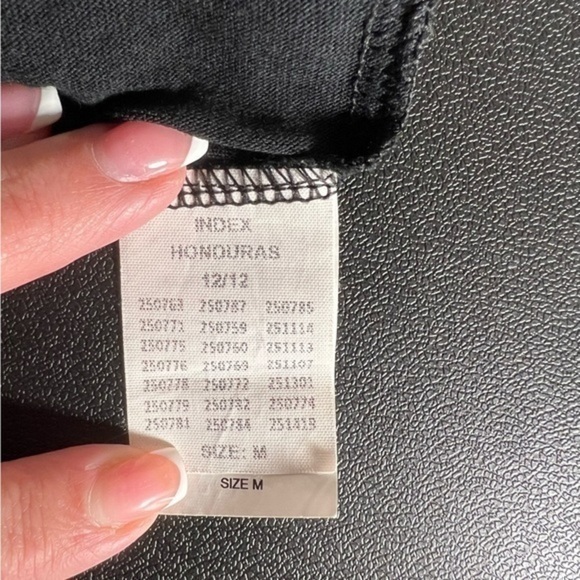 INDEX
HONDURAS
12/12
250763 250787 250785
250771 250759 251114
250775 250760 251113
250776 250769 251107
250778 250772 251301
250779 250782 250774
250781 250784 251413
SIZE: M
SIZE M